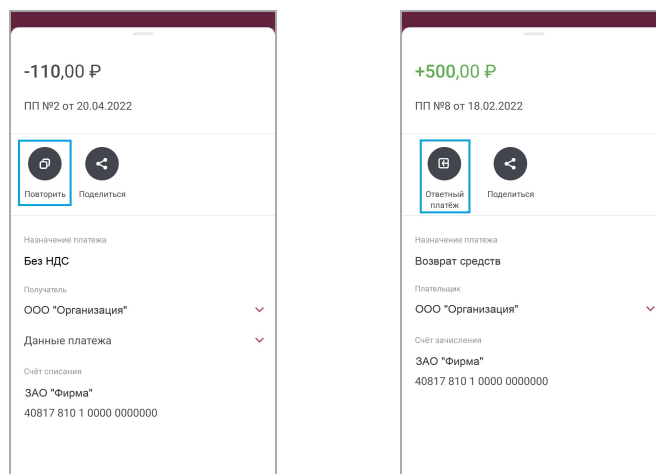 -110,00 ₽
ПП №2 от 20.04.2022
Повторить
Поделиться
Назначение платежа
Без НДС
Получатель
ООО "Организация"
Данные платежа
Счёт списания
ЗАО "Фирма"
40817 810 1 0000 0000000
+500,00 ₽
ПП №8 от 18.02.2022
Ответный
платёж
Поделиться
Назначение платежа
Возврат средств
Плательщик
ООО "Организация"
Счёт зачисления
ЗАО "Фирма"
40817 810 1 0000 0000000